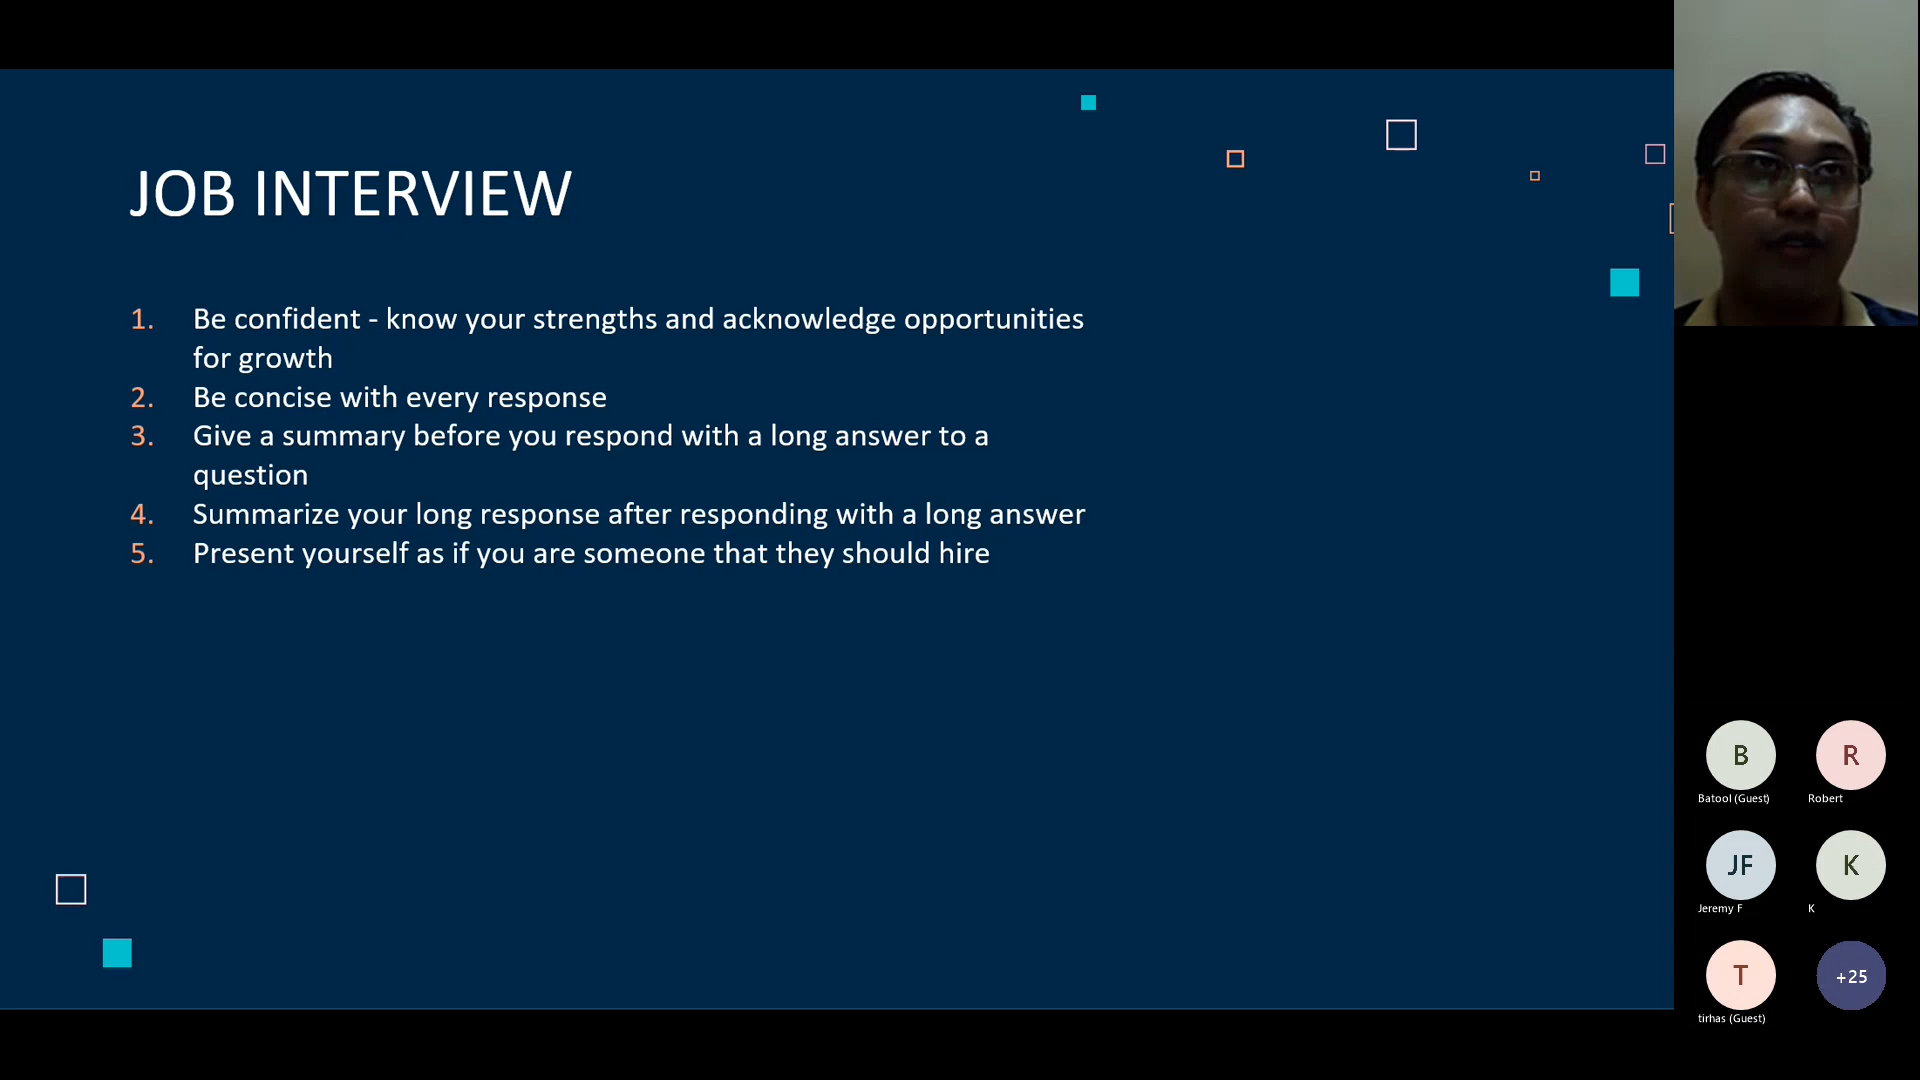 JOB INTERVIEW
1. Be confident - know your strengths and acknowledge opportunities
for growth
2. Be concise with every response
3. Give a summary before you respond with a long answer to a
question
4. Summarize your long response after responding with a long answer
5. Present yourself as if you are someone that they should hire
B
R
Batool (Guest)
Robert
JF
K
Jeremy F
K
T
+25
tirhas (Guest)